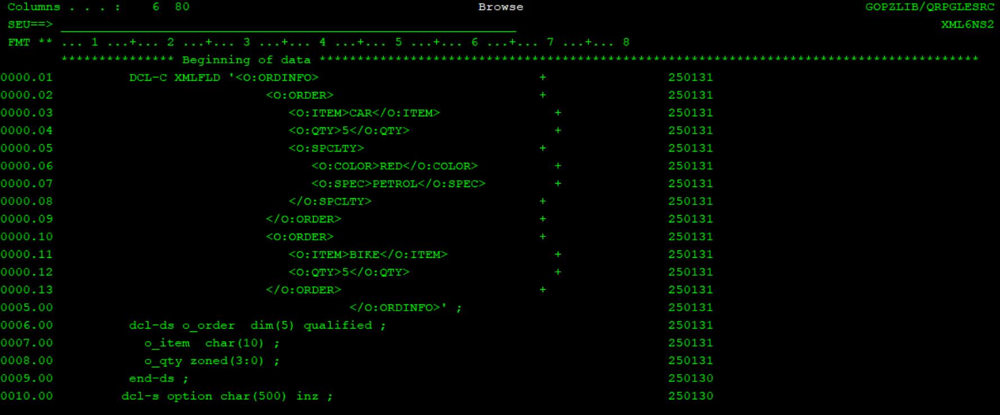 Columns . . . :    6  80                                      Browse                                             GOPZLIB/QRPGLESRC
SEU==>                                                                                                                     XML6NS2
FMT ** ... 1 ...+... 2 ...+... 3 ...+... 4 ...+... 5 ...+... 6 ...+... 7 ...+... 8
        *************** Beginning of data ***************************************************************************************
0000.01          DCL-C XMLFLD '<O:ORDINFO>                             +                250131
0000.02                            <O:ORDER>                           +                250131
0000.03                               <O:ITEM>CAR</O:ITEM>               +              250131
0000.04                               <O:QTY>5</O:QTY>                   +              250131
0000.05                               <O:SPCLTY>                       +                250131
0000.06                                  <O:COLOR>RED</O:COLOR>          +              250131
0000.07                                  <O:SPEC>PETROL</O:SPEC>         +              250131
0000.08                               </O:SPCLTY>                      +                250131
0000.09                            </O:ORDER>                          +                250131
0000.10                            <O:ORDER>                           +                250131
0000.11                               <O:ITEM>BIKE</O:ITEM>              +              250131
0000.12                               <O:QTY>5</O:QTY>                   +              250131
0000.13                            </O:ORDER>                          +                250131
0005.00                                       </O:ORDINFO>' ;                           250131
0006.00          dcl-ds o_order  dim(5) qualified ;                                     250131
0007.00            o_item  char(10) ;                                                   250131
0008.00            o_qty zoned(3:0) ;                                                   250131
0009.00          end-ds ;                                                               250130
0010.00         dcl-s option char(500) inz ;                                            250130